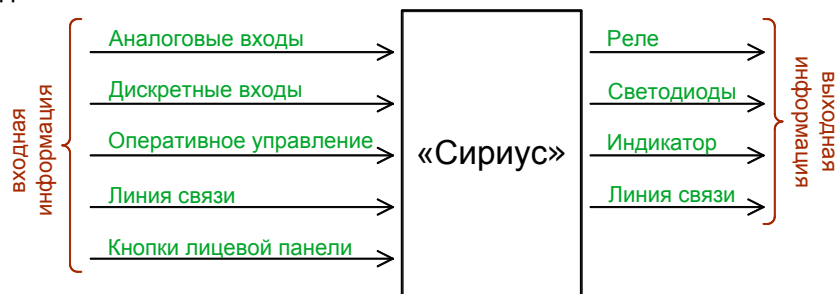 входная
информация
Аналоговые входы
Дискретные входы
Оперативное управление
Линия связи
Кнопки лицевой панели
«Сириус»
Реле
Светодиоды
Индикатор
Линия связи
выходная
информация